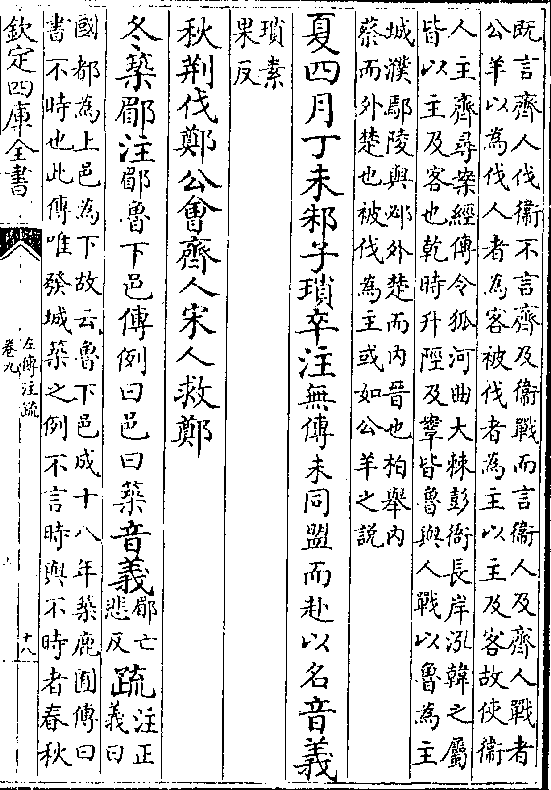 既言齊人伐衞不言齊及衞戰而言衞人及齊人戰者
公羊以為伐人者為客被伐者為主以主及客故使衞
人主齊尋案經傳令狐河曲大棘彭衙長岸泓韓之屬
皆以主及客也乾時升陘及鞌皆魯與人戰以魯為主
城濮鄢陵與邲外楚而内晉也柏舉内
蔡而外楚也被伐為主或如公羊之説
夏四月丁未邾子瑣卒注無傳未同盟而赴以名音義
瑣素
果反
秋荆伐鄭公會齊人宋人救鄭
冬築郿注郿魯下邑傳例曰邑曰築音義郿亡
悲反疏注正
義曰
國都為上邑為下故云魯下邑成十八年築鹿囿傳曰
書不時也此傳唯發城築之例不言時與不時者春秋
欽定四庫全書
左傳注疏
卷九
十八